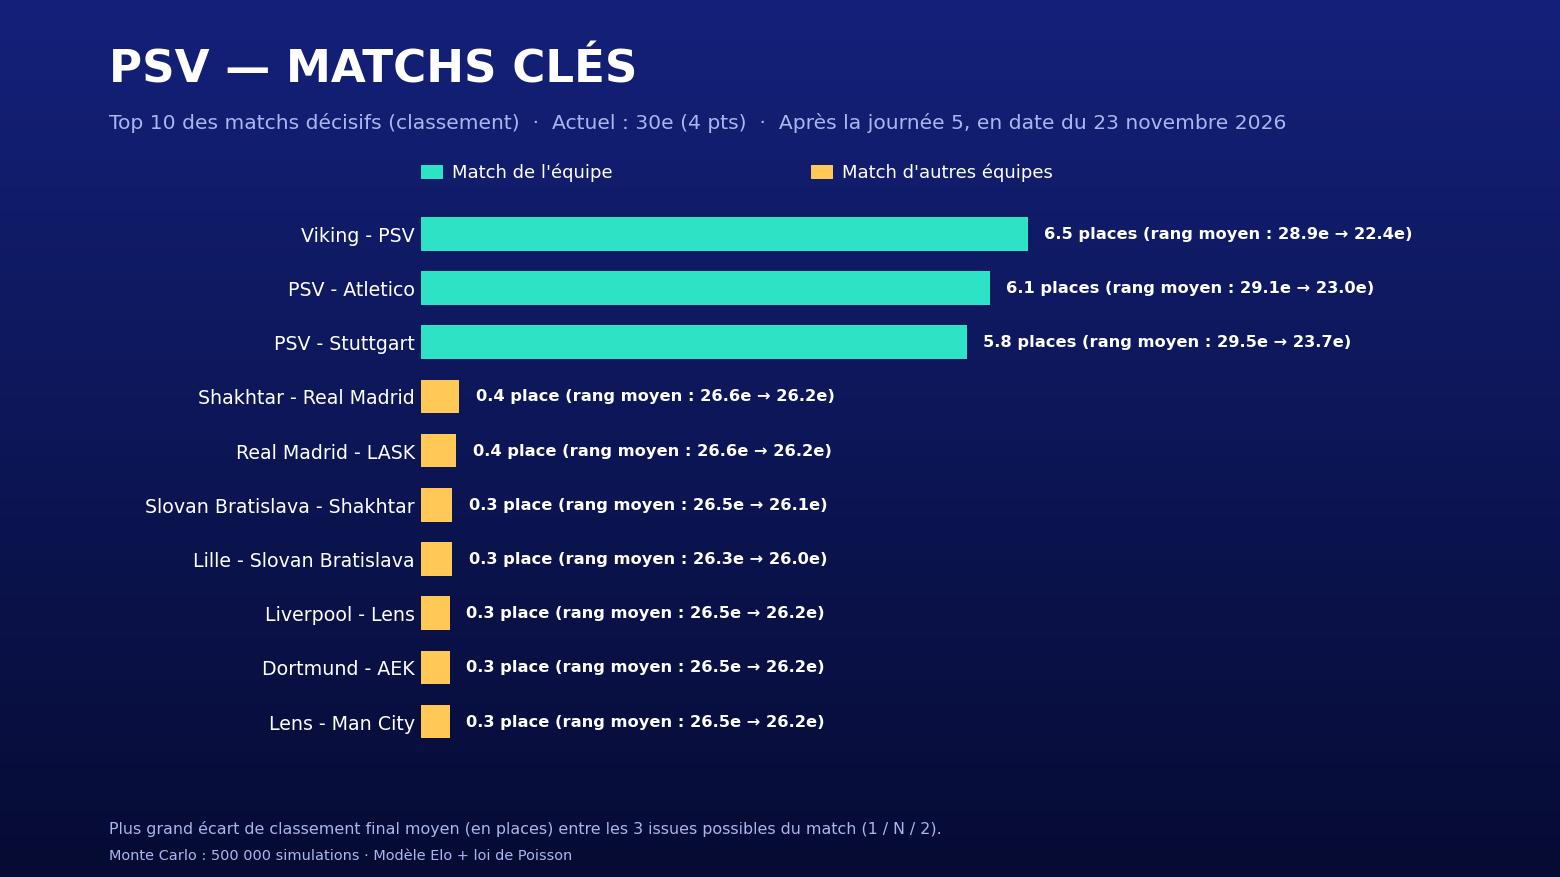 PSV — MATCHS CLÉS
Top 10 des matchs décisifs (classement)  ·  Actuel : 30e (4 pts)  ·  Après la journée 5, en date du 23 novembre 2026
Match de l'équipe
Match d'autres équipes
Viking - PSV
6.5 places (rang moyen : 28.9e → 22.4e)
PSV - Atletico
6.1 places (rang moyen : 29.1e → 23.0e)
PSV - Stuttgart
5.8 places (rang moyen : 29.5e → 23.7e)
Shakhtar - Real Madrid
0.4 place (rang moyen : 26.6e → 26.2e)
Real Madrid - LASK
0.4 place (rang moyen : 26.6e → 26.2e)
Slovan Bratislava - Shakhtar
0.3 place (rang moyen : 26.5e → 26.1e)
Lille - Slovan Bratislava
0.3 place (rang moyen : 26.3e → 26.0e)
Liverpool - Lens
0.3 place (rang moyen : 26.5e → 26.2e)
Dortmund - AEK
0.3 place (rang moyen : 26.5e → 26.2e)
Lens - Man City
0.3 place (rang moyen : 26.5e → 26.2e)
Plus grand écart de classement final moyen (en places) entre les 3 issues possibles du match (1 / N / 2).
Monte Carlo : 500 000 simulations · Modèle Elo + loi de Poisson